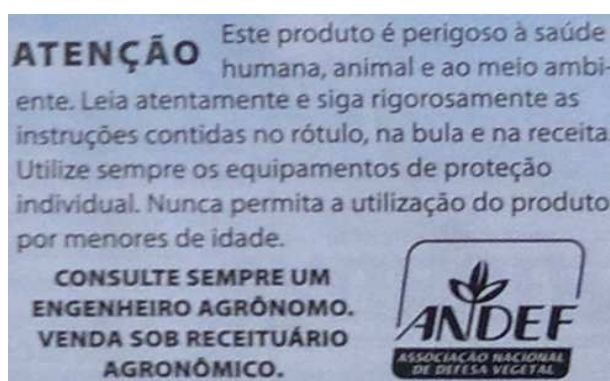 ATENÇÃO Este produto é perigoso à saúde
humana, animal e ao meio ambi-
ente. Leia atentamente e siga rigorosamente as
instruções contidas no rótulo, na bula e na receita.
Utilize sempre os equipamentos de proteção
individual. Nunca permita a utilização do produto
por menores de idade.
CONSULTE SEMPRE UM
ENGENHEIRO AGRÔNOMO.
VENDA SOB RECEITUÁRIO
AGRONÔMICO.
ANDEF
ASSOCIAÇÃO NACIONAL
DE DEFESA VEGETAL